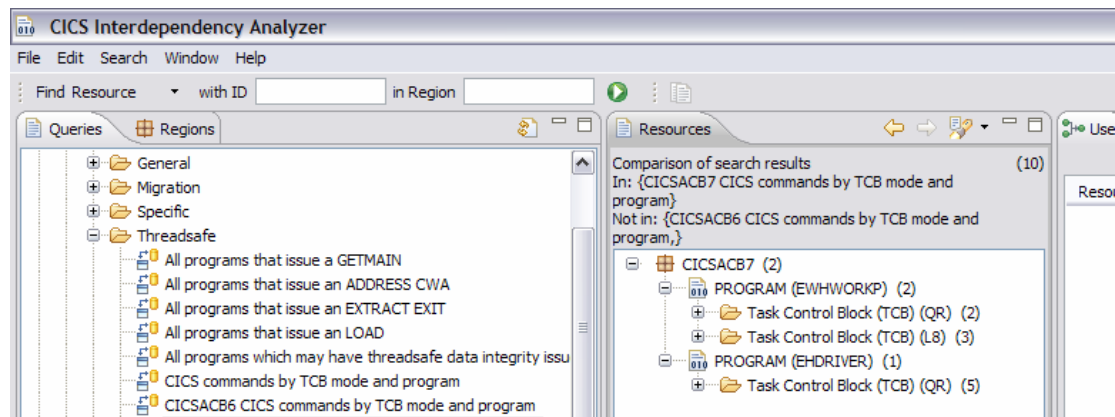 CICS Interdependency Analyzer
File Edit Search Window Help
Find Resource with ID in Region
Queries Regions
General
Migration
Specific
Threadsafe
All programs that issue a GETMAIN
All programs that issue an ADDRESS CWA
All programs that issue an EXTRACT EXIT
All programs that issue an LOAD
All programs which may have threadsafe data integrity issu
CICS commands by TCB mode and program
CICSACB6 CICS commands by TCB mode and program
Resources
Comparison of search results (10)
In: {CICSACB7 CICS commands by TCB mode and
program}
Not in: {CICSACB6 CICS commands by TCB mode and
program,}
CICSACB7 (2)
PROGRAM (EWHWORKP) (2)
Task Control Block (TCB) (QR) (2)
Task Control Block (TCB) (L8) (3)
PROGRAM (EHDRIVER) (1)
Task Control Block (TCB) (QR) (5)
Use
Resou